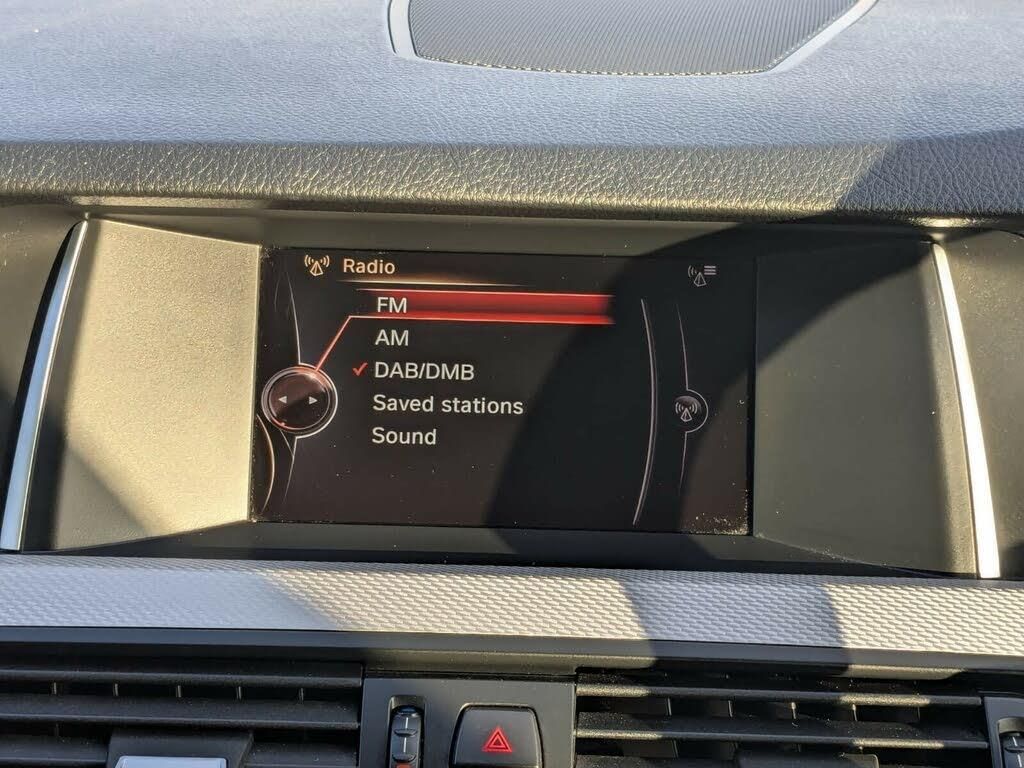 Radio
FM
AM
DAB/DMB
Saved stations
Sound